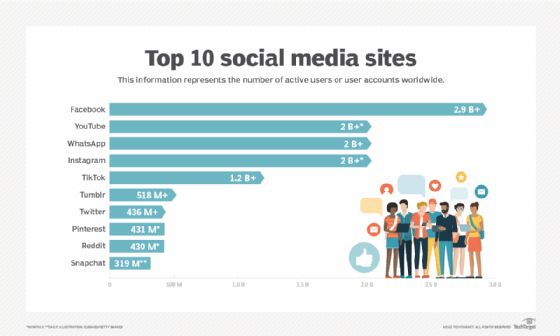 Top 10 social media sites
This information represents the number of active users or user accounts worldwide.
Facebook 2.9 B+
YouTube 2 B+*
WhatsApp 2 B+
Instagram 2 B+*
TikTok 1.2 B+
Tumblr 518 M+
Twitter 436 M+
Pinterest 431 M*
Reddit 430 M*
Snapchat 319 M**
0 500 M 1.0 B 1.5 B 2.0 B 2.5 B 3.0 B
TechTarget